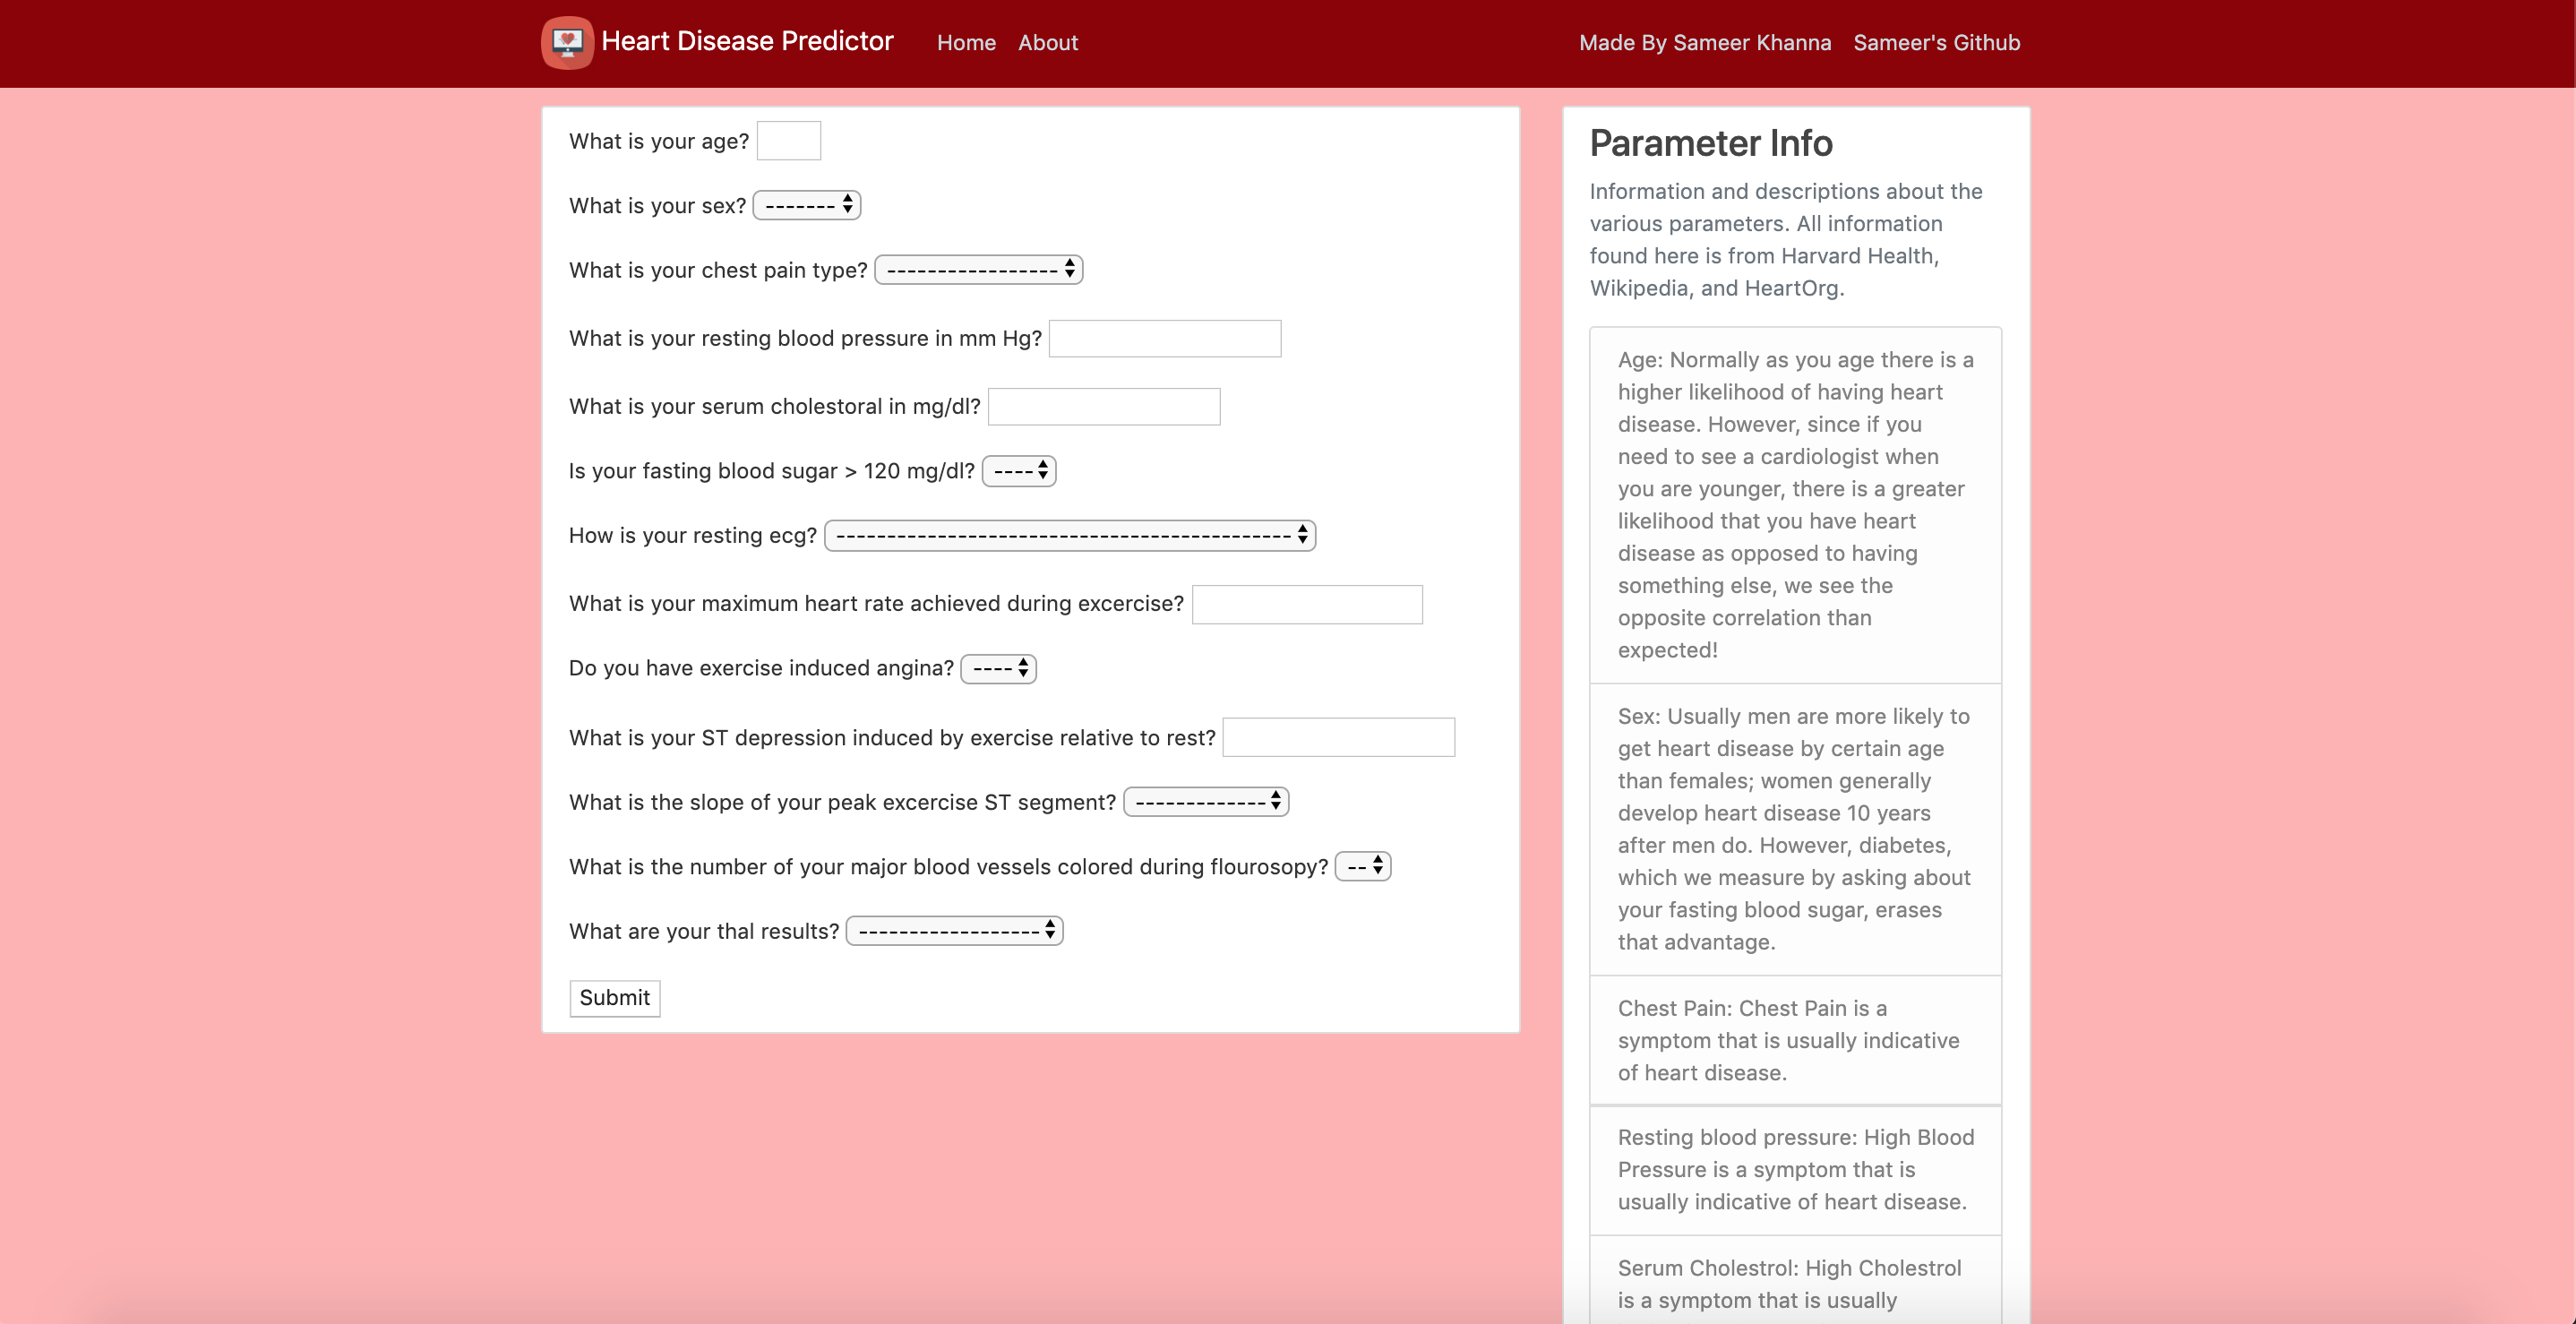 Heart Disease Predictor Home About Made By Sameer Khanna Sameer's Github
What is your age?
What is your sex? -------
What is your chest pain type? -----------------
What is your resting blood pressure in mm Hg?
What is your serum cholestoral in mg/dl?
Is your fasting blood sugar > 120 mg/dl? ----
How is your resting ecg? ----------------------------------------------
What is your maximum heart rate achieved during excercise?
Do you have exercise induced angina? ----
What is your ST depression induced by exercise relative to rest?
What is the slope of your peak excercise ST segment? -------------
What is the number of your major blood vessels colored during flourosopy? --
What are your thal results? ------------------
Submit
Parameter Info
Information and descriptions about the
various parameters. All information
found here is from Harvard Health,
Wikipedia, and HeartOrg.
Age: Normally as you age there is a
higher likelihood of having heart
disease. However, since if you
need to see a cardiologist when
you are younger, there is a greater
likelihood that you have heart
disease as opposed to having
something else, we see the
opposite correlation than
expected!
Sex: Usually men are more likely to
get heart disease by certain age
than females; women generally
develop heart disease 10 years
after men do. However, diabetes,
which we measure by asking about
your fasting blood sugar, erases
that advantage.
Chest Pain: Chest Pain is a
symptom that is usually indicative
of heart disease.
Resting blood pressure: High Blood
Pressure is a symptom that is
usually indicative of heart disease.
Serum Cholestrol: High Cholestrol
is a symptom that is usually